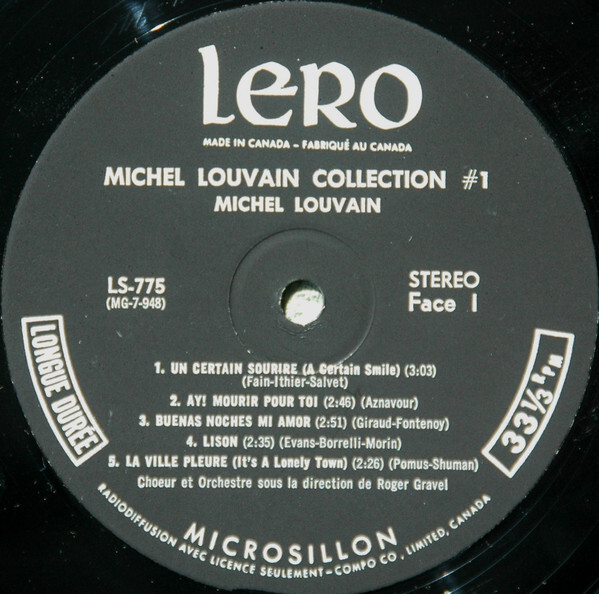 LERO
MADE IN CANADA - FABRIQUÉ AU CANADA
MICHEL LOUVAIN COLLECTION #1
MICHEL LOUVAIN
LS-775
(MG-7-948)
STEREO
Face 1
LONGUE DURÉE
33 1/3 RPM
1. UN CERTAIN SOURIRE (A Certain Smile) (3:03)
(Fain-Ithier-Salvet)
2. AY! MOURIR POUR TOI (2:46) (Aznavour)
3. BUENAS NOCHES MI AMOR (2:51) (Giraud-Fontenoy)
4. LISON (2:35) (Evans-Borrelli-Morin)
5. LA VILLE PLEURE (It's A Lonely Town) (2:26) (Pomus-Shuman)
Choeur et Orchestre sous la direction de Roger Gravel
MICROSILLON
RADIODIFFUSION AVEC LICENCE SEULEMENT-COMPO CO., LIMITED, CANADA